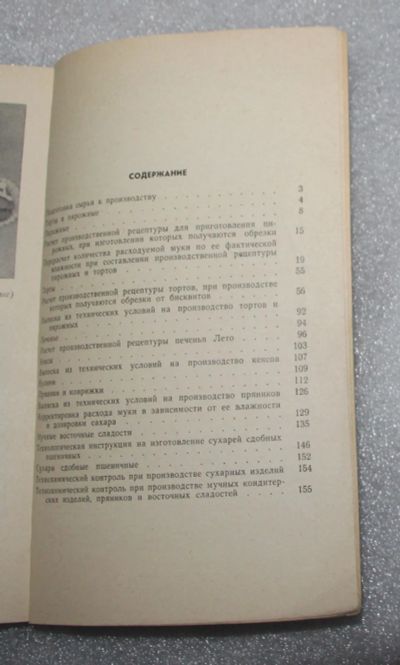 СОДЕРЖАНИЕ
Подготовка сырья к производству . . . 3
Торты и пирожные . . . 4
Пирожные . . . 8
Расчет производственной рецептуры для приготовления пи-
рожных, при изготовлении которых получаются обрезки . 15
Перерасчет количества расходуемой муки по ее фактической
влажности при составлении производственной рецептуры
пирожных и тортов . . . 19
Торты . . . 55
Расчет производственной рецептуры тортов, при производстве
которых получаются обрезки от бисквитов . . . 56
Выписка из технических условий на производство тортов и
пирожных . . . 92
Печенье . . . 94
Расчет производственной рецептуры печенья Лето . . . 96
Кексы . . . 103
Выписка из технических условий на производство кексов 107
109
Пряники и коврижки . . . 112
Выписка из технических условий на производство пряников 126
Корректировка расхода муки в зависимости от ее влажности
и дозировки сахара . . . 129
Мучные восточные сладости . . . 135
Технологическая инструкция на изготовление сухарей сдобных
пшеничных . . . 146
Сухари сдобные пшеничные . . . 152
Технохимический контроль при производстве сухарных изделий 154
Технохимический контроль при производстве мучных кондитер-
ских изделий, пряников и восточных сладостей . . . 155